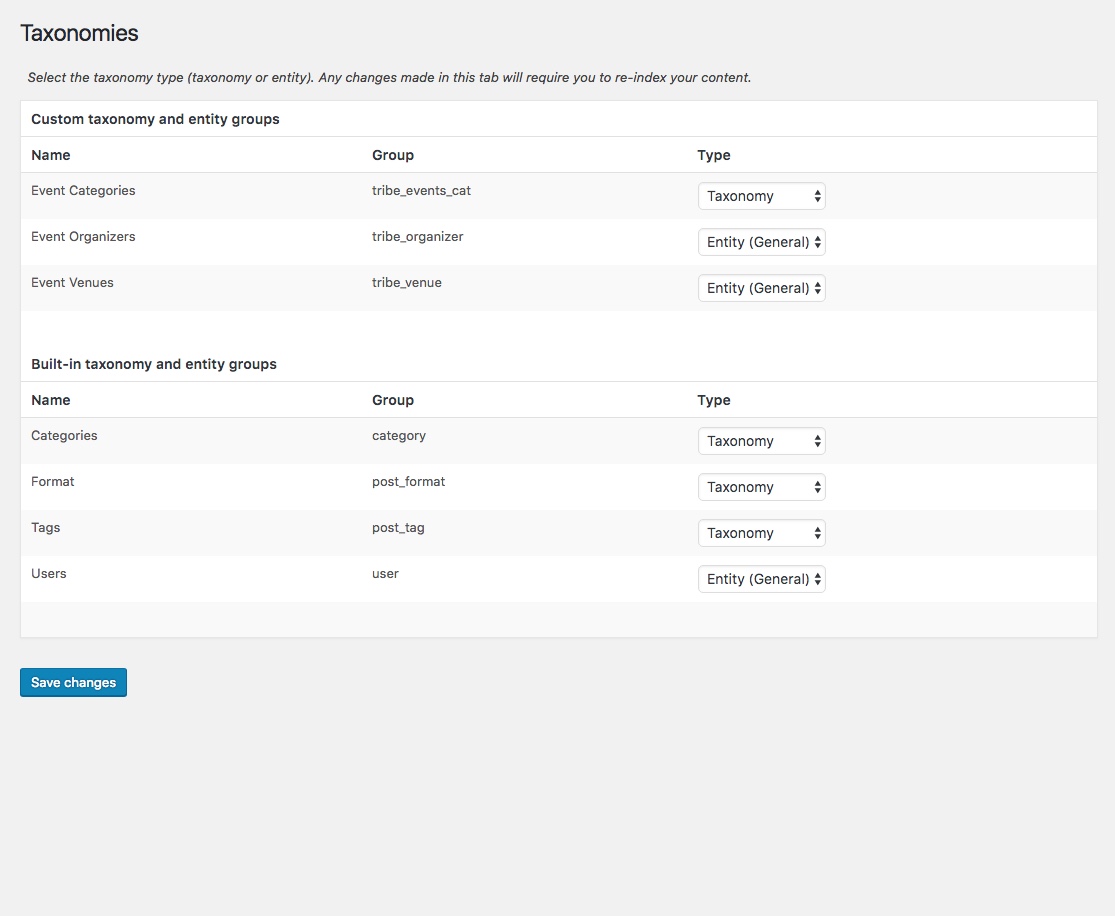 Taxonomies
Select the taxonomy type (taxonomy or entity). Any changes made in this tab will require you to re-index your content.
Custom taxonomy and entity groups
Name Group Type
Event Categories tribe_events_cat Taxonomy
Event Organizers tribe_organizer Entity (General)
Event Venues tribe_venue Entity (General)
Built-in taxonomy and entity groups
Name Group Type
Categories category Taxonomy
Format post_format Taxonomy
Tags post_tag Taxonomy
Users user Entity (General)
Save changes